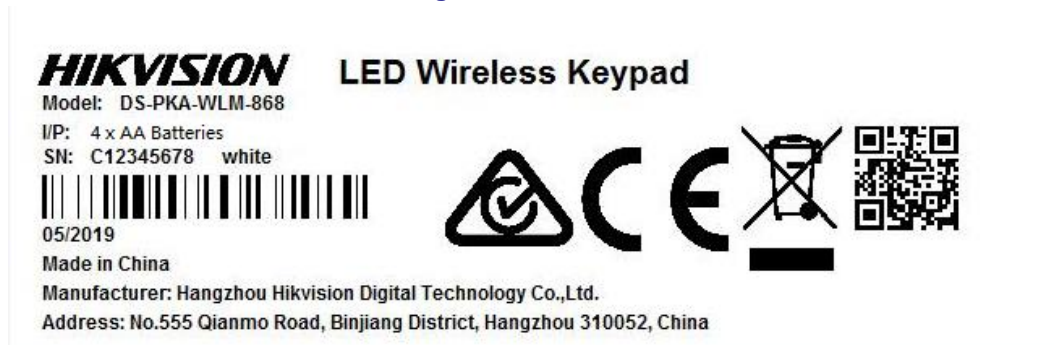 HIKVISION LED Wireless Keypad
Model: DS-PKA-WLM-868
I/P: 4 x AA Batteries
SN: C12345678 white
05/2019
Made in China
Manufacturer: Hangzhou Hikvision Digital Technology Co.,Ltd.
Address: No.555 Qianmo Road, Binjiang District, Hangzhou 310052, China